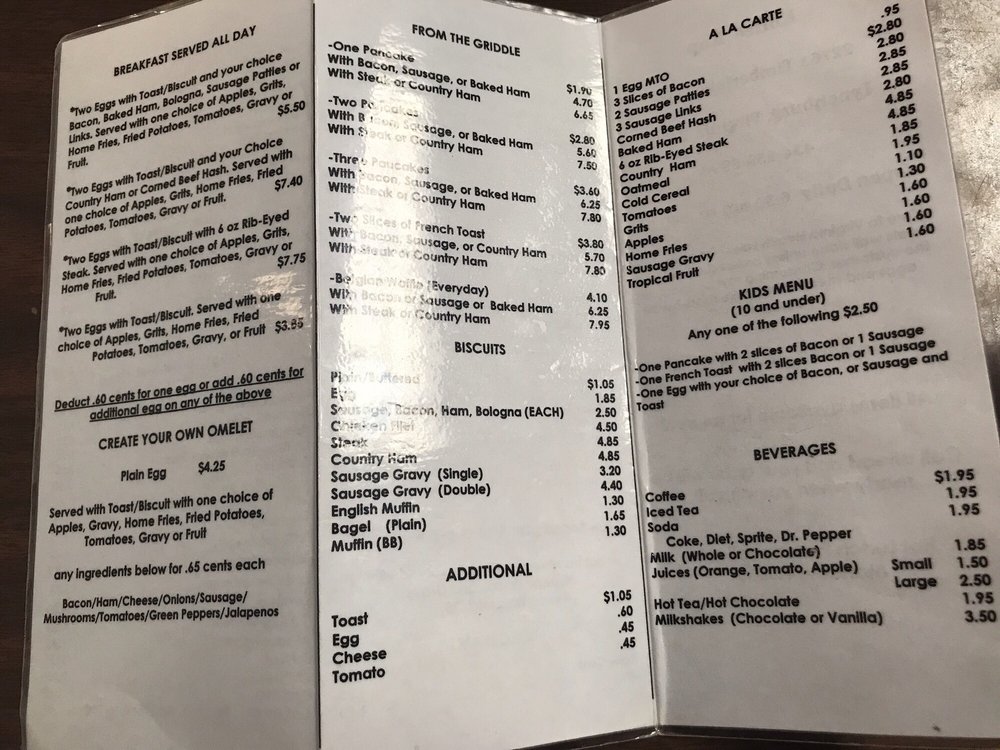 BREAKFAST SERVED ALL DAY
*Two Eggs with Toast/Biscuit and your choice
Bacon, Baked Ham, Bologna, Sausage Patties or
Links. Served with one choice of Apples, Grits,
Home Fries, Fried Potatoes, Tomatoes, Gravy or
Fruit. $5.50
*Two Eggs with Toast/Biscuit and your Choice
Country Ham or Corned Beef Hash. Served with
one choice of Apples, Grits, Home Fries, Fried
Potatoes, Tomatoes, Gravy or Fruit. $7.40
*Two Eggs with Toast/Biscuit with 6 oz Rib-Eyed
Steak. Served with one choice of Apples, Grits,
Home Fries, Fried Potatoes, Tomatoes, Gravy or
Fruit. $7.75
*Two Eggs with Toast/Biscuit. Served with one
choice of Apples, Grits, Home Fries, Fried
Potatoes, Tomatoes, Gravy, or Fruit $3.85
Deduct .60 cents for one egg or add .60 cents for
additional egg on any of the above
CREATE YOUR OWN OMELET
Plain Egg $4.25
Served with Toast/Biscuit with one choice of
Apples, Gravy, Home Fries, Fried Potatoes,
Tomatoes, Gravy or Fruit
any ingredients below for .65 cents each
Bacon/Ham/Cheese/Onions/Sausage/
Mushrooms/Tomatoes/Green Peppers/Jalapenos
FROM THE GRIDDLE
-One Pancake $1.90
With Bacon, Sausage, or Baked Ham 4.70
With Steak or Country Ham 6.65
-Two Pancakes $2.80
With Bacon, Sausage, or Baked Ham 5.60
With Steak or Country Ham 7.50
-Three Pancakes $3.60
With Bacon, Sausage, or Baked Ham 6.25
With Steak or Country Ham 7.80
-Two Slices of French Toast $3.80
With Bacon, Sausage, or Country Ham 5.70
With Steak or Country Ham 7.80
-Belgian Waffle (Everyday) 4.10
With Bacon or Sausage or Baked Ham 6.25
With Steak or Country Ham 7.95
BISCUITS
Plain/Buttered $1.05
Egg 1.85
Sausage, Bacon, Ham, Bologna (EACH) 2.50
Chicken Filet 4.50
Steak 4.85
Country Ham 4.85
Sausage Gravy (Single) 3.20
Sausage Gravy (Double) 4.40
English Muffin 1.30
Bagel (Plain) 1.65
Muffin (BB) 1.30
ADDITIONAL
Toast $1.05
Egg .60
Cheese .45
Tomato .45
A LA CARTE
1 Egg MTO .95
3 Slices of Bacon $2.80
2 Sausage Patties 2.80
3 Sausage Links 2.85
Corned Beef Hash 2.85
Baked Ham 2.80
6 oz Rib-Eyed Steak 4.85
Country Ham 4.85
Oatmeal 1.85
Cold Cereal 1.95
Tomatoes 1.10
Grits 1.30
Apples 1.60
Home Fries 1.60
Sausage Gravy 1.60
Tropical Fruit
KIDS MENU
(10 and under)
Any one of the following $2.50
-One Pancake with 2 slices of Bacon or 1 Sausage
-One French Toast with 2 slices Bacon or 1 Sausage
-One Egg with your choice of Bacon, or Sausage and
Toast
BEVERAGES
Coffee $1.95
Iced Tea 1.95
Soda 1.95
Coke, Diet, Sprite, Dr. Pepper
Milk (Whole or Chocolate) 1.85
Juices (Orange, Tomato, Apple) Small 1.50
Large 2.50
Hot Tea/Hot Chocolate 1.95
Milkshakes (Chocolate or Vanilla) 3.50